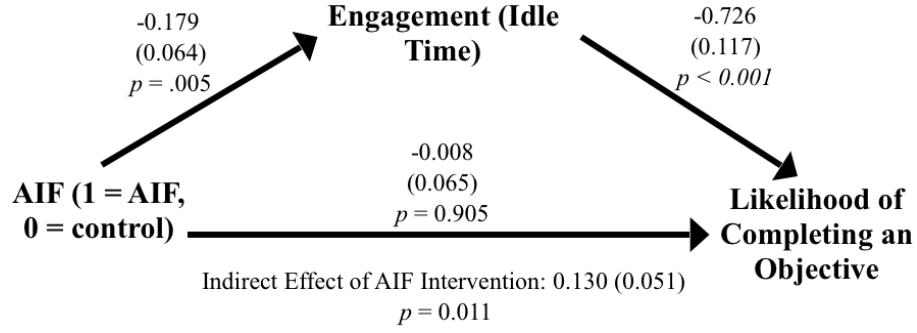 -0.179
(0.064)
p = .005
Engagement (Idle
Time)
-0.726
(0.117)
p < 0.001
AIF (1 = AIF,
0 = control)
-0.008
(0.065)
p = 0.905
Likelihood of
Completing an
Objective
Indirect Effect of AIF Intervention: 0.130 (0.051)
p = 0.011